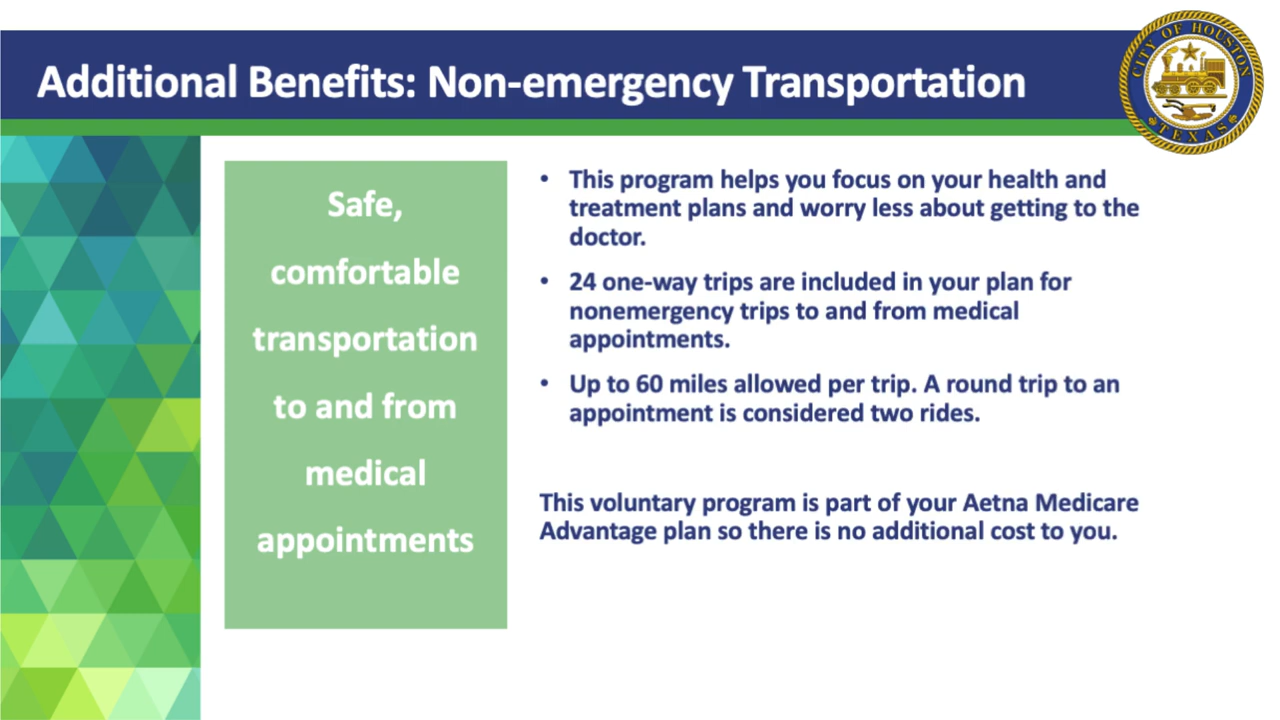 Additional Benefits: Non-emergency Transportation
CITY OF HOUSTON
TEXAS
Safe,
comfortable
transportation
to and from
medical
appointments
• This program helps you focus on your health and
treatment plans and worry less about getting to the
doctor.
• 24 one-way trips are included in your plan for
nonemergency trips to and from medical
appointments.
• Up to 60 miles allowed per trip. A round trip to an
appointment is considered two rides.
This voluntary program is part of your Aetna Medicare
Advantage plan so there is no additional cost to you.